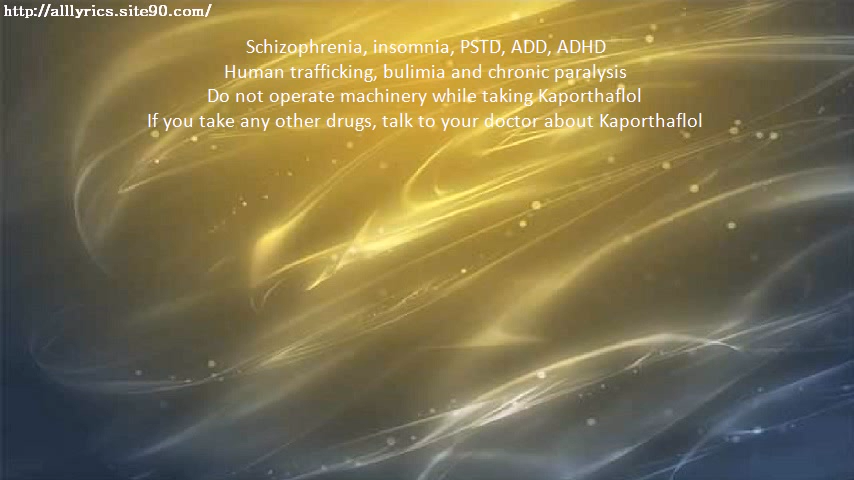 http://alllyrics.site90.com/
Schizophrenia, insomnia, PSTD, ADD, ADHD
Human trafficking, bulimia and chronic paralysis
Do not operate machinery while taking Kaporthaflol
If you take any other drugs, talk to your doctor about Kaporthaflol